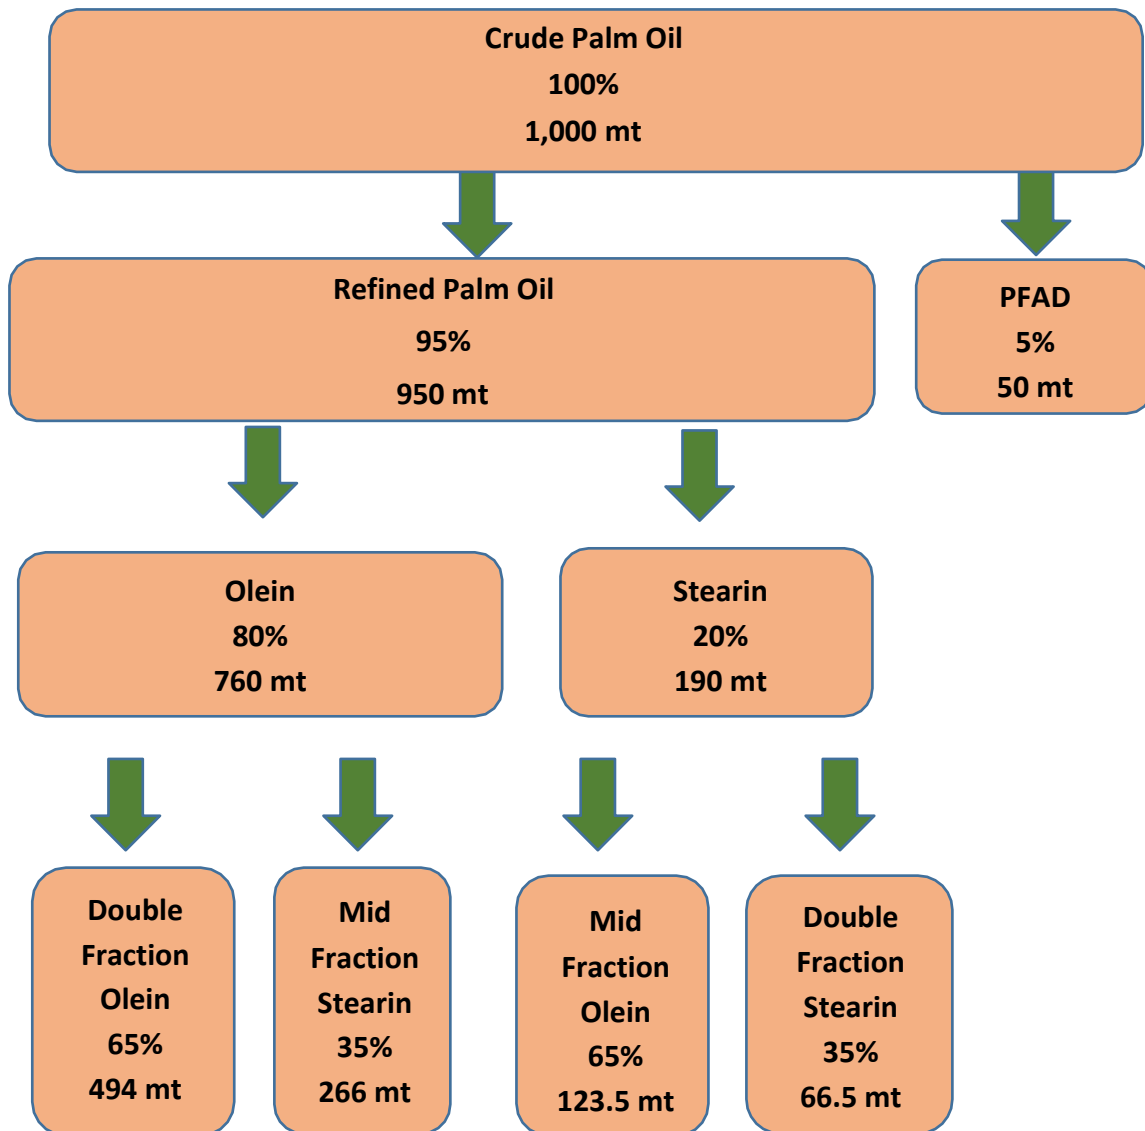 Crude Palm Oil
100%
1,000 mt
Refined Palm Oil
95%
950 mt
PFAD
5%
50 mt
Olein
80%
760 mt
Stearin
20%
190 mt
Double
Fraction
Olein
65%
494 mt
Mid
Fraction
Stearin
35%
266 mt
Mid
Fraction
Olein
65%
123.5 mt
Double
Fraction
Stearin
35%
66.5 mt